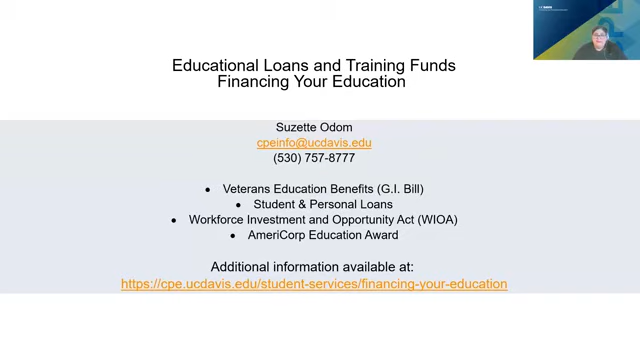 Educational Loans and Training Funds
Financing Your Education
Suzette Odom
cpeinfo@ucdavis.edu
(530) 757-8777
● Veterans Education Benefits (G.I. Bill)
● Student & Personal Loans
● Workforce Investment and Opportunity Act (WIOA)
● AmeriCorp Education Award
Additional information available at:
https://cpe.ucdavis.edu/student-services/financing-your-education